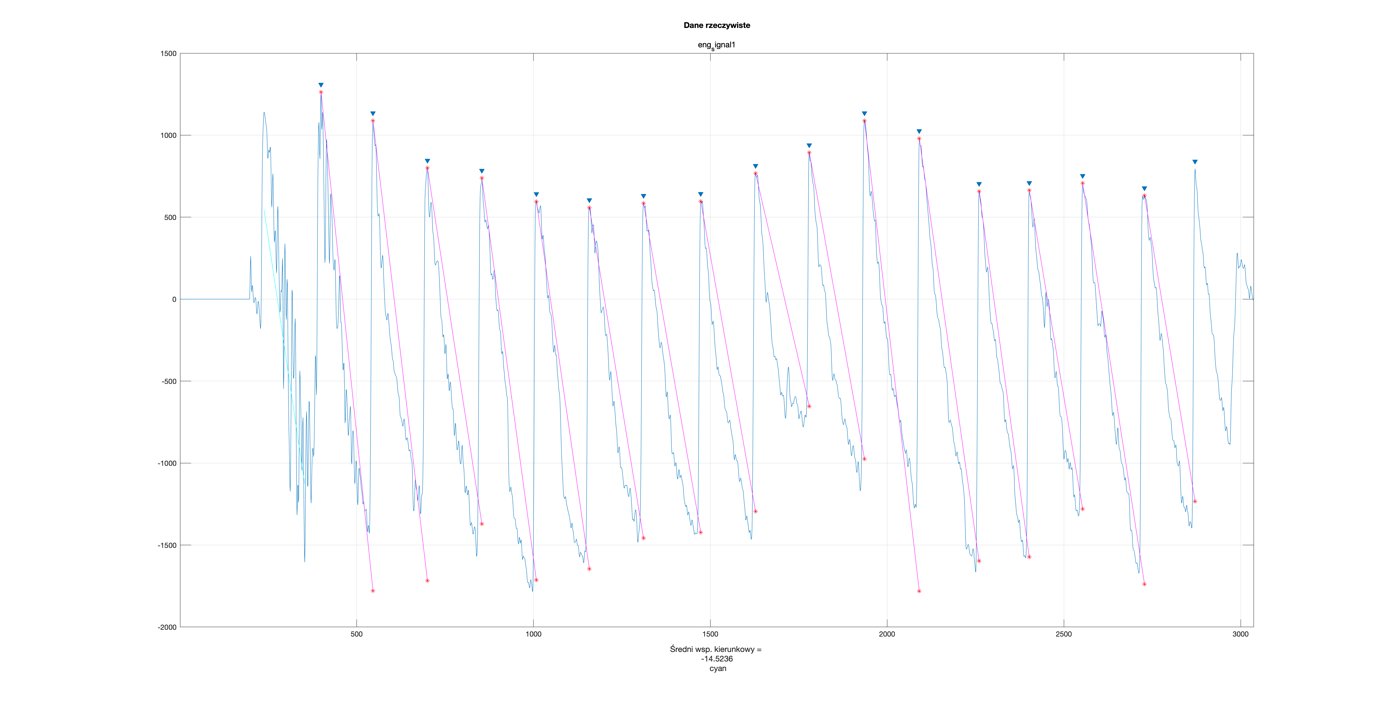 Dane rzeczywiste
eng_signal1
1500
1000
500
0
-500
-1000
-1500
-2000
500 1000 1500 2000 2500 3000
Średni wsp. kierunkowy =
-14.5236
cyan